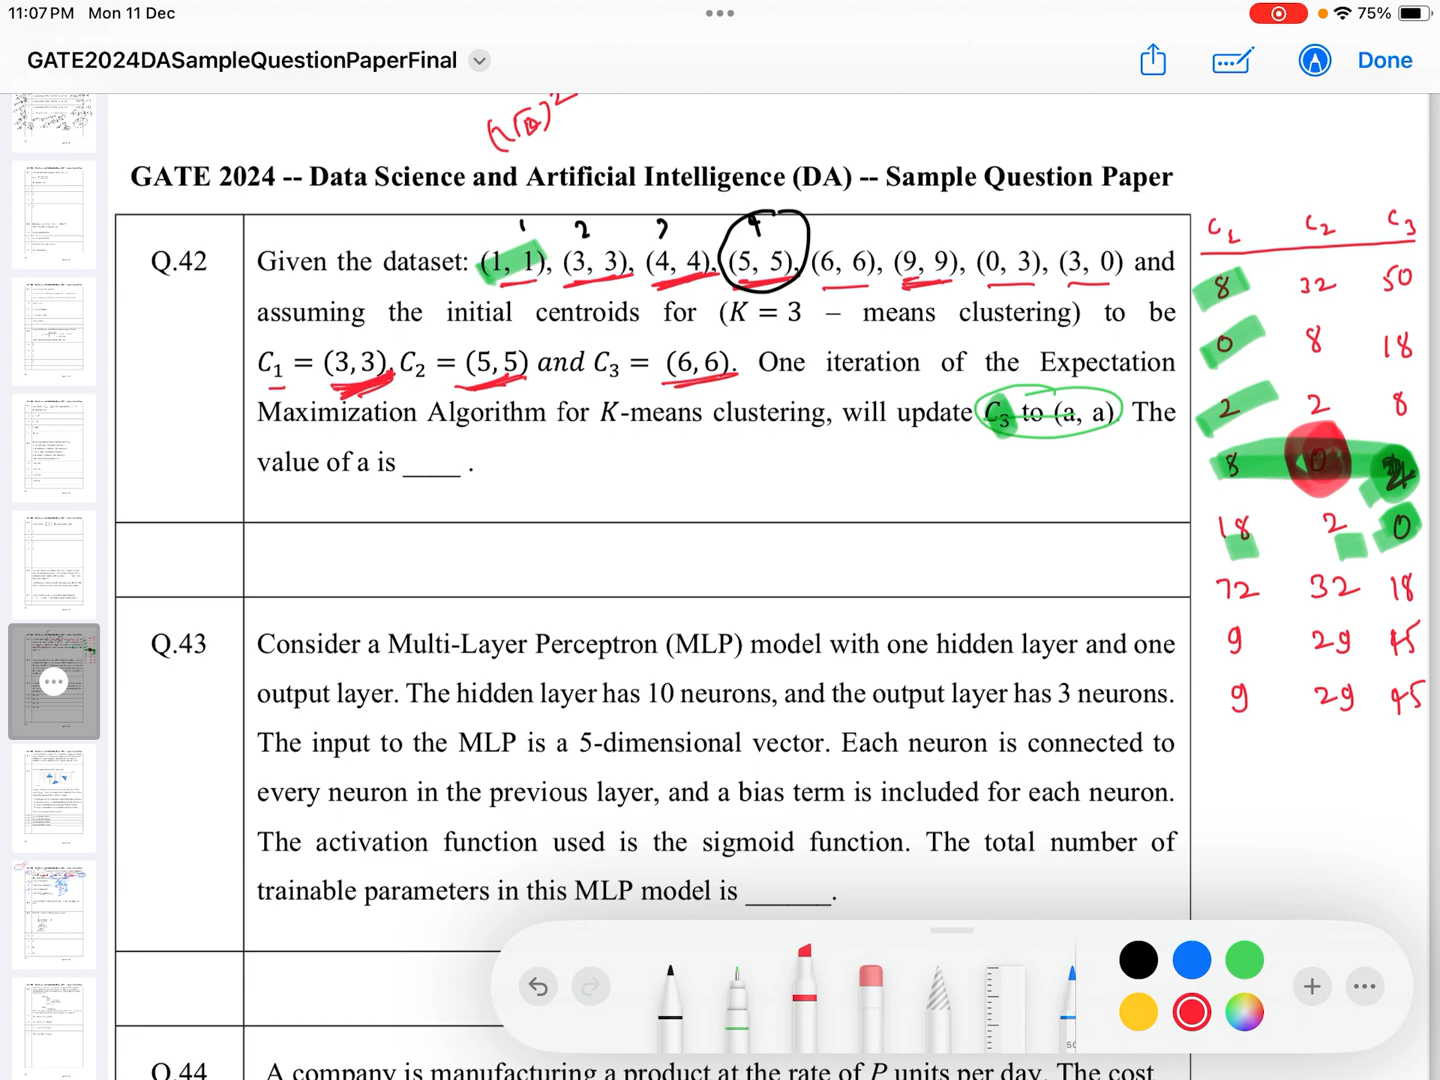 11:07 PM Mon 11 Dec
75%
GATE2024DASampleQuestionPaperFinal
Done
GATE 2024 -- Data Science and Artificial Intelligence (DA) -- Sample Question Paper
1 2 3 4
Q.42
Given the dataset: (1, 1), (3, 3), (4, 4), (5, 5), (6, 6), (9, 9), (0, 3), (3, 0) and
assuming the initial centroids for (K = 3 – means clustering) to be
C₁ = (3,3), C₂ = (5,5) and C₃ = (6,6). One iteration of the Expectation
Maximization Algorithm for K-means clustering, will update C₃ to (a, a). The
value of a is ____ .
C₁ C₂ C₃
8 32 50
0 8 18
2 2 8
8 0
18 2 0
72 32 18
9 29 45
9 29 45
Q.43
Consider a Multi-Layer Perceptron (MLP) model with one hidden layer and one
output layer. The hidden layer has 10 neurons, and the output layer has 3 neurons.
The input to the MLP is a 5-dimensional vector. Each neuron is connected to
every neuron in the previous layer, and a bias term is included for each neuron.
The activation function used is the sigmoid function. The total number of
trainable parameters in this MLP model is ______.
Q.44
A company is manufacturing a product at the rate of P units per day. The cost